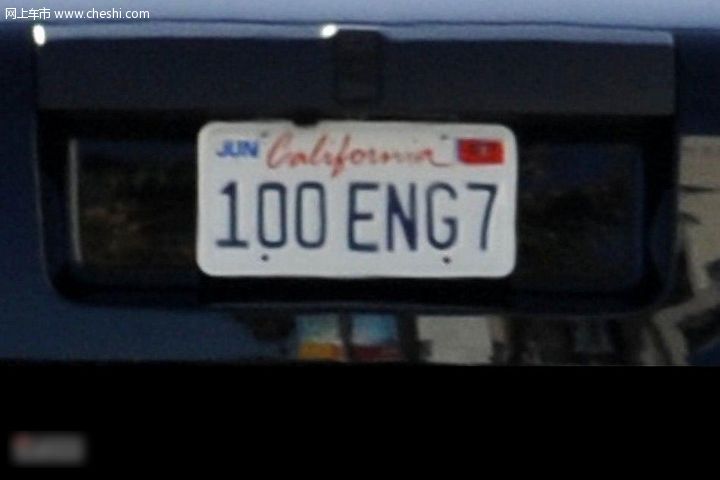 网上车市 www.cheshi.com
JUN California
100 ENG7